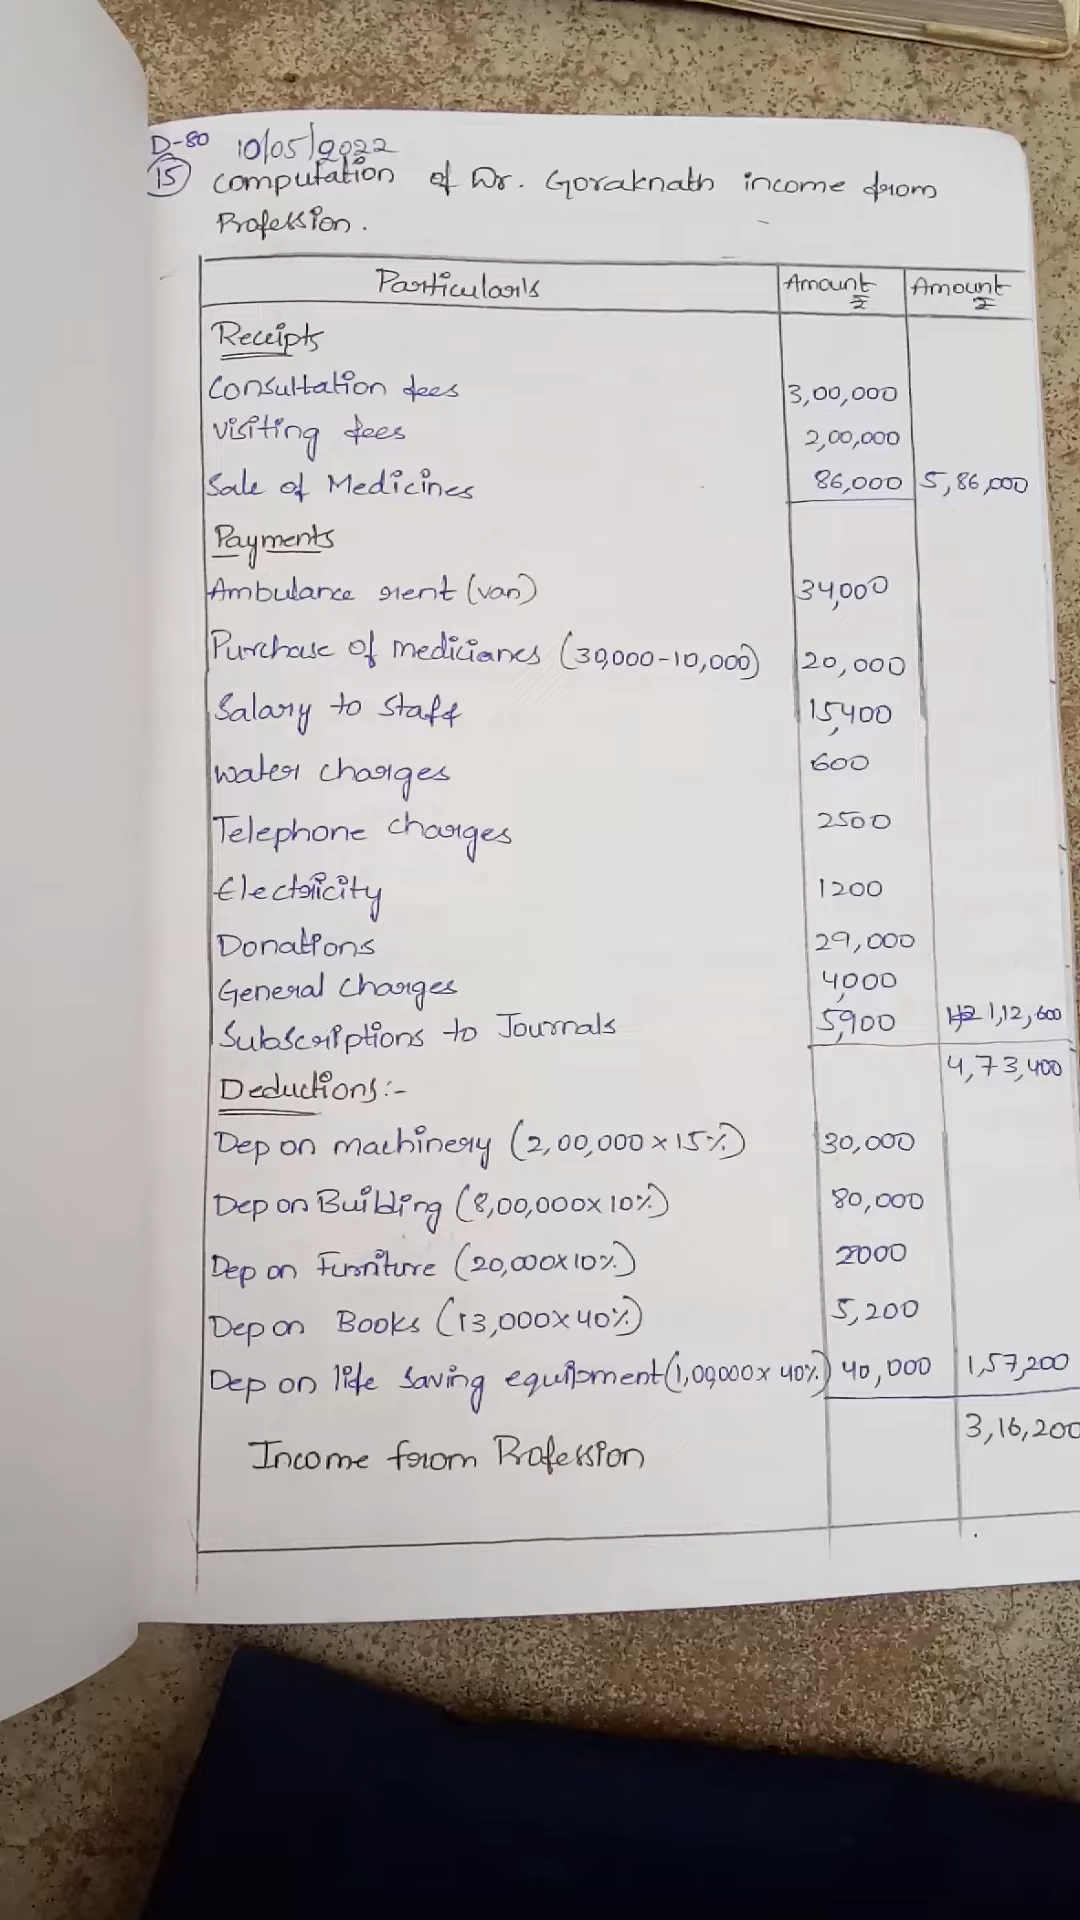 D-80 10/05/2022
15 computation of Dr. Goraknath income from
Profession.
Particular's Amount ₹ Amount ₹
Receipts
Consultation fees 3,00,000
Visiting fees 2,00,000
Sale of Medicines 86,000 5,86,000
Payments
Ambulance rent (van) 34,000
Purchase of medicianes (30,000-10,000) 20,000
Salary to staff 15,400
water charges 600
Telephone charges 2500
Electricity 1200
Donations 29,000
General Charges 4,000
Subscriptions to Journals 5,900 1,12,600
4,73,400
Deductions:-
Dep on machinery (2,00,000 x 15%) 30,000
Dep on Building (8,00,000x 10%) 80,000
Dep on Furniture (20,000x10%) 2000
Dep on Books (13,000x 40%) 5,200
Dep on life saving equipment (1,00,000x 40%) 40,000 1,57,200
Income from Profession 3,16,200